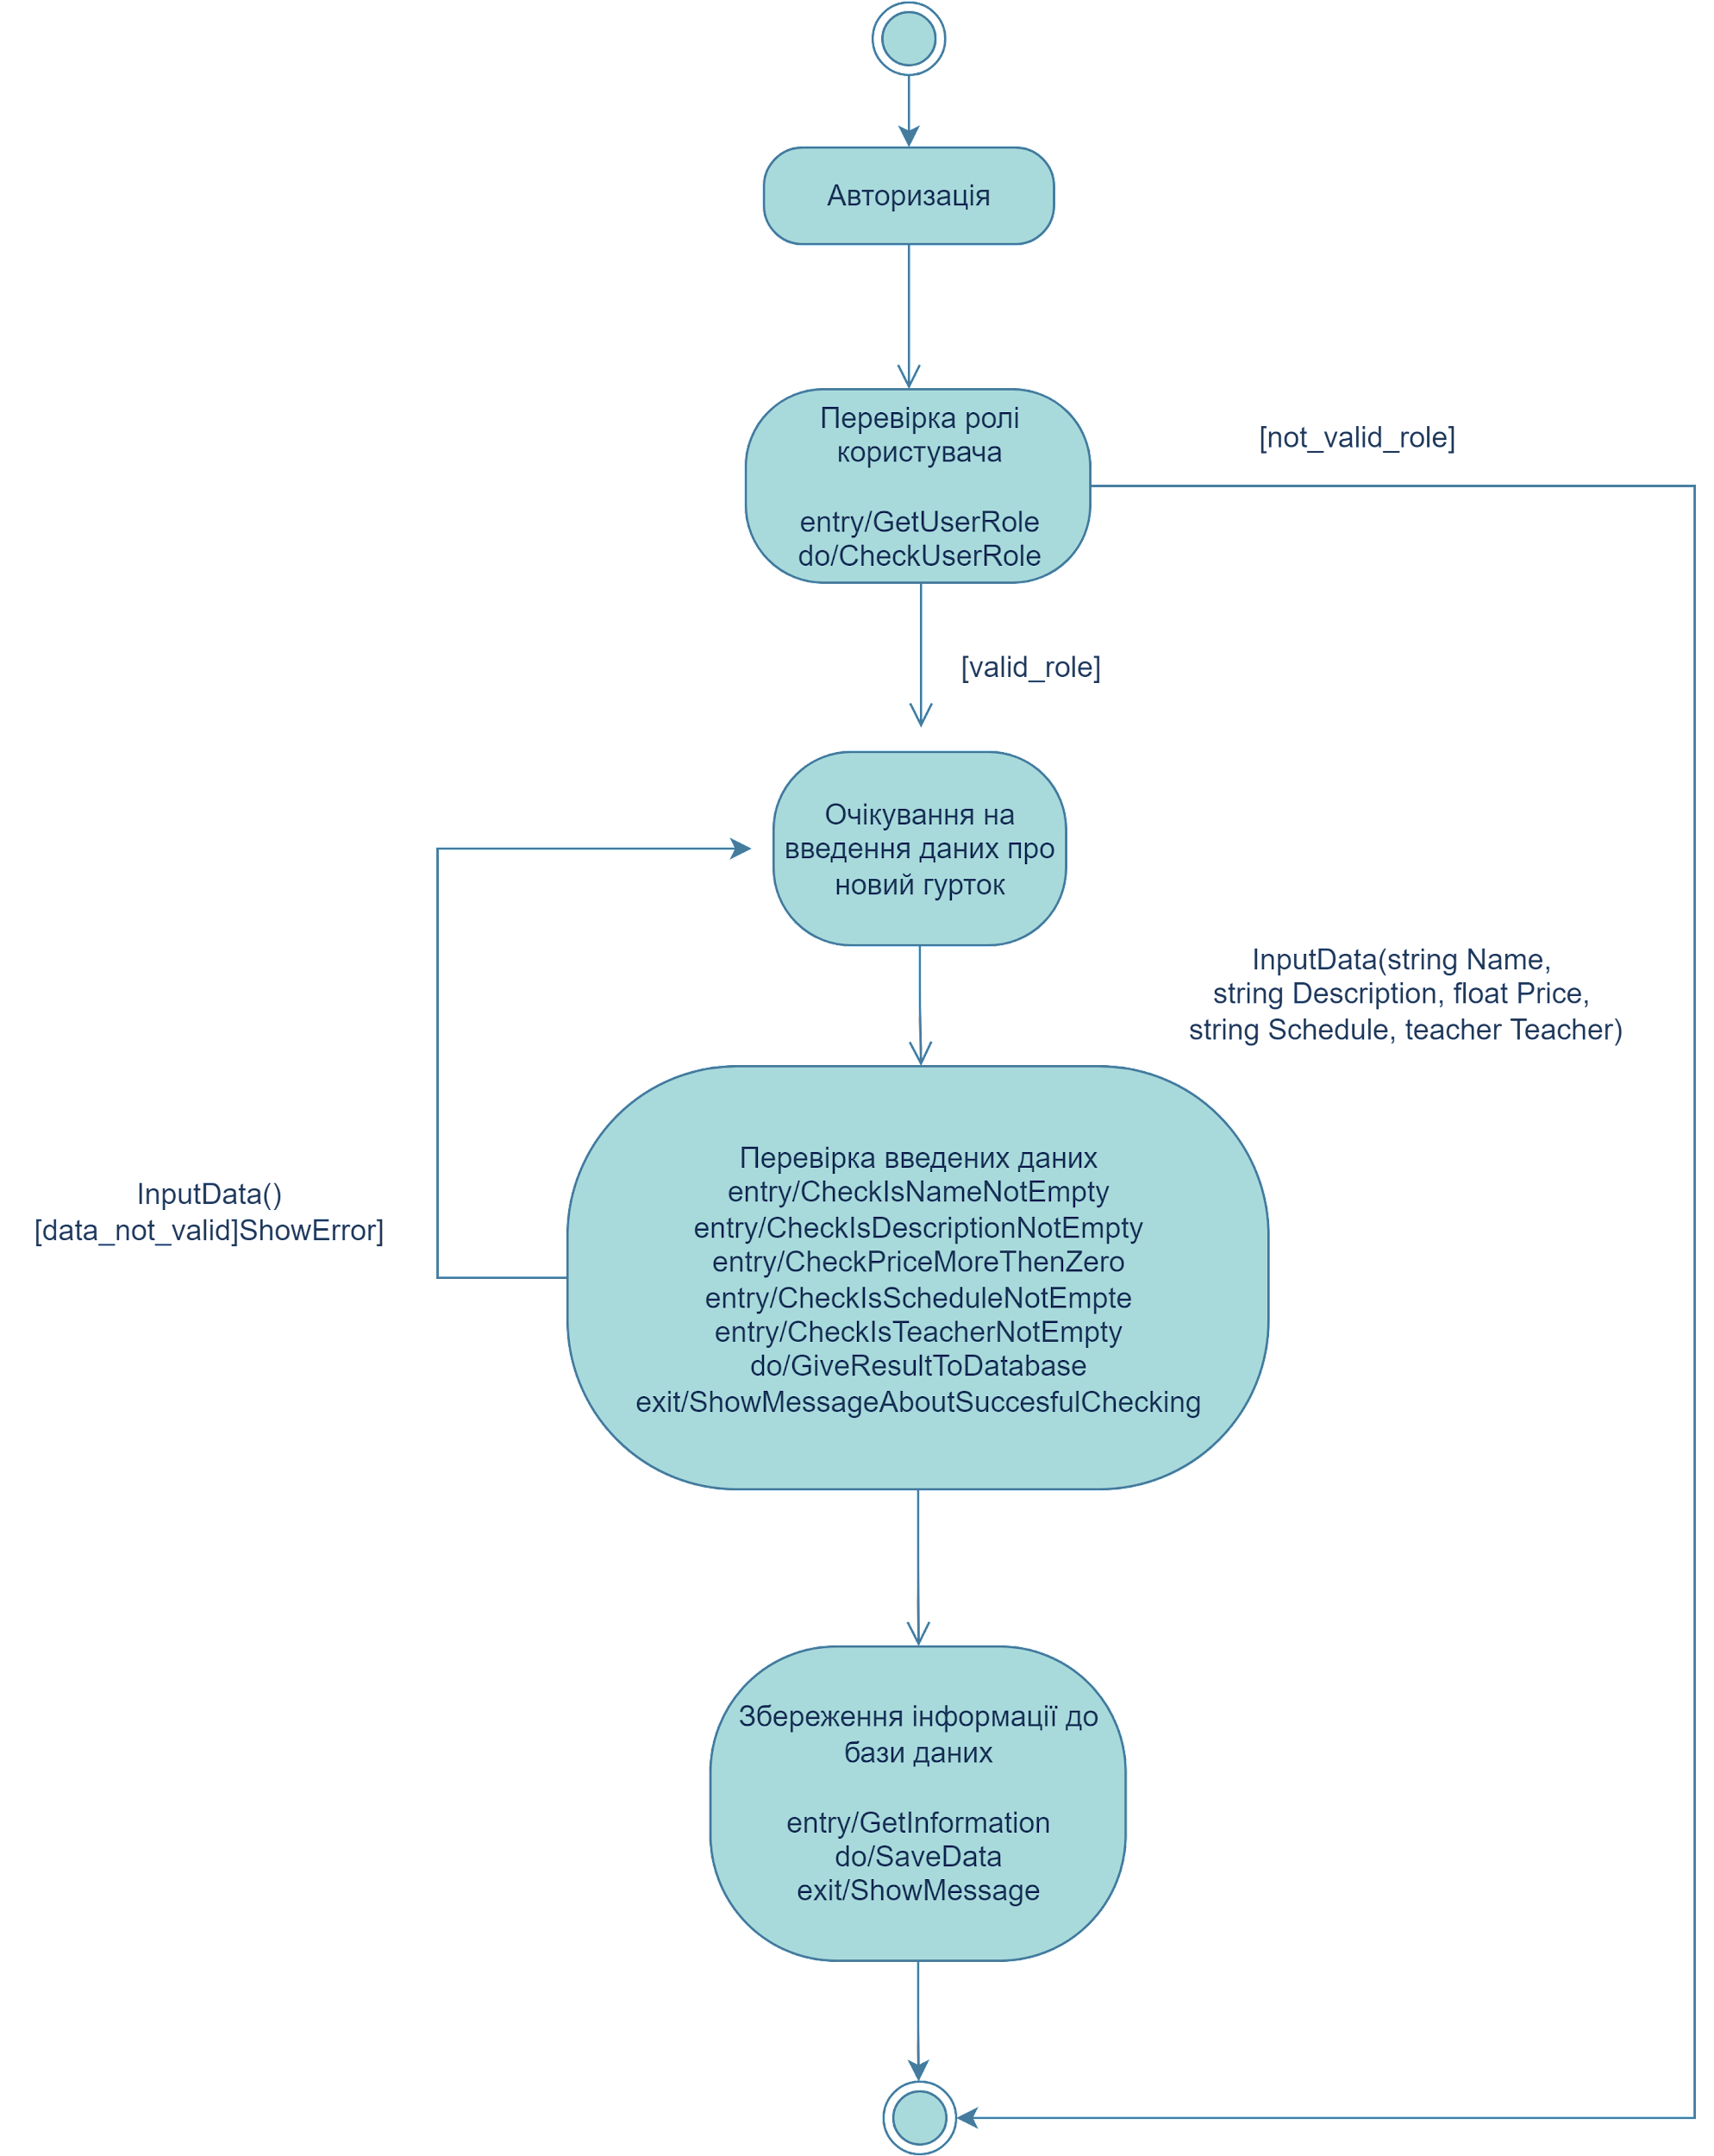 Авторизація
Перевірка ролі
користувача
entry/GetUserRole
do/CheckUserRole
[not_valid_role]
[valid_role]
Очікування на
введення даних про
новий гурток
InputData(string Name,
string Description, float Price,
string Schedule, teacher Teacher)
InputData()
[data_not_valid]ShowError]
Перевірка введених даних
entry/CheckIsNameNotEmpty
entry/CheckIsDescriptionNotEmpty
entry/CheckPriceMoreThenZero
entry/CheckIsScheduleNotEmpte
entry/CheckIsTeacherNotEmpty
do/GiveResultToDatabase
exit/ShowMessageAboutSuccesfulChecking
Збереження інформації до
бази даних
entry/GetInformation
do/SaveData
exit/ShowMessage